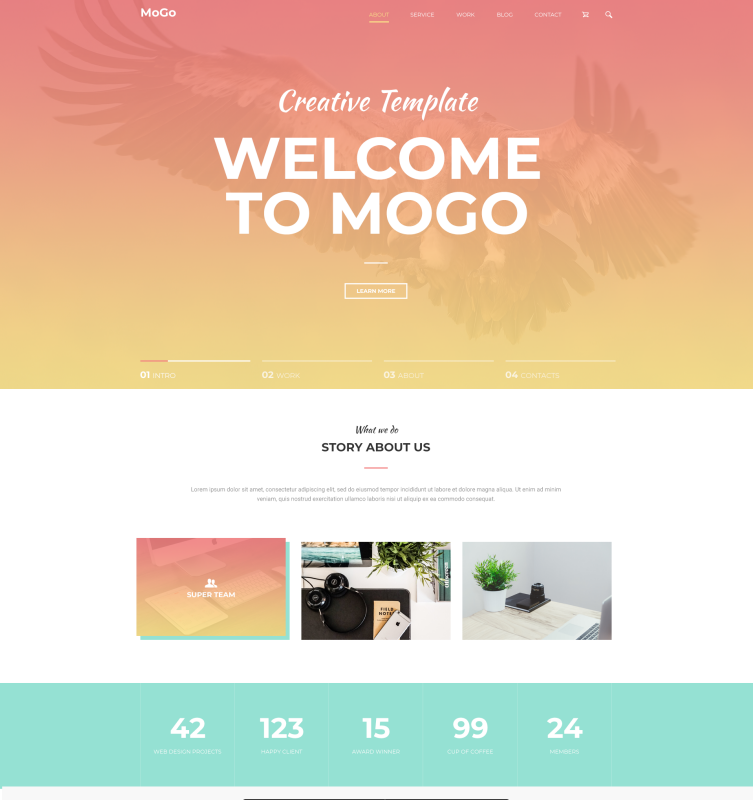 MoGo
ABOUT SERVICE WORK BLOG CONTACT
Creative Template
WELCOME
TO MOGO
LEARN MORE
01 INTRO 02 WORK 03 ABOUT 04 CONTACTS
What we do
STORY ABOUT US
Lorem ipsum dolor sit amet, consectetur adipiscing elit, sed do eiusmod tempor incididunt ut labore et dolore magna aliqua. Ut enim ad minim
veniam, quis nostrud exercitation ullamco laboris nisi ut aliquip ex ea commodo consequat.
SUPER TEAM
FIELD
NOTES
42 123 15 99 24
WEB DESIGN PROJECTS HAPPY CLIENT AWARD WINNER CUP OF COFFEE MEMBERS